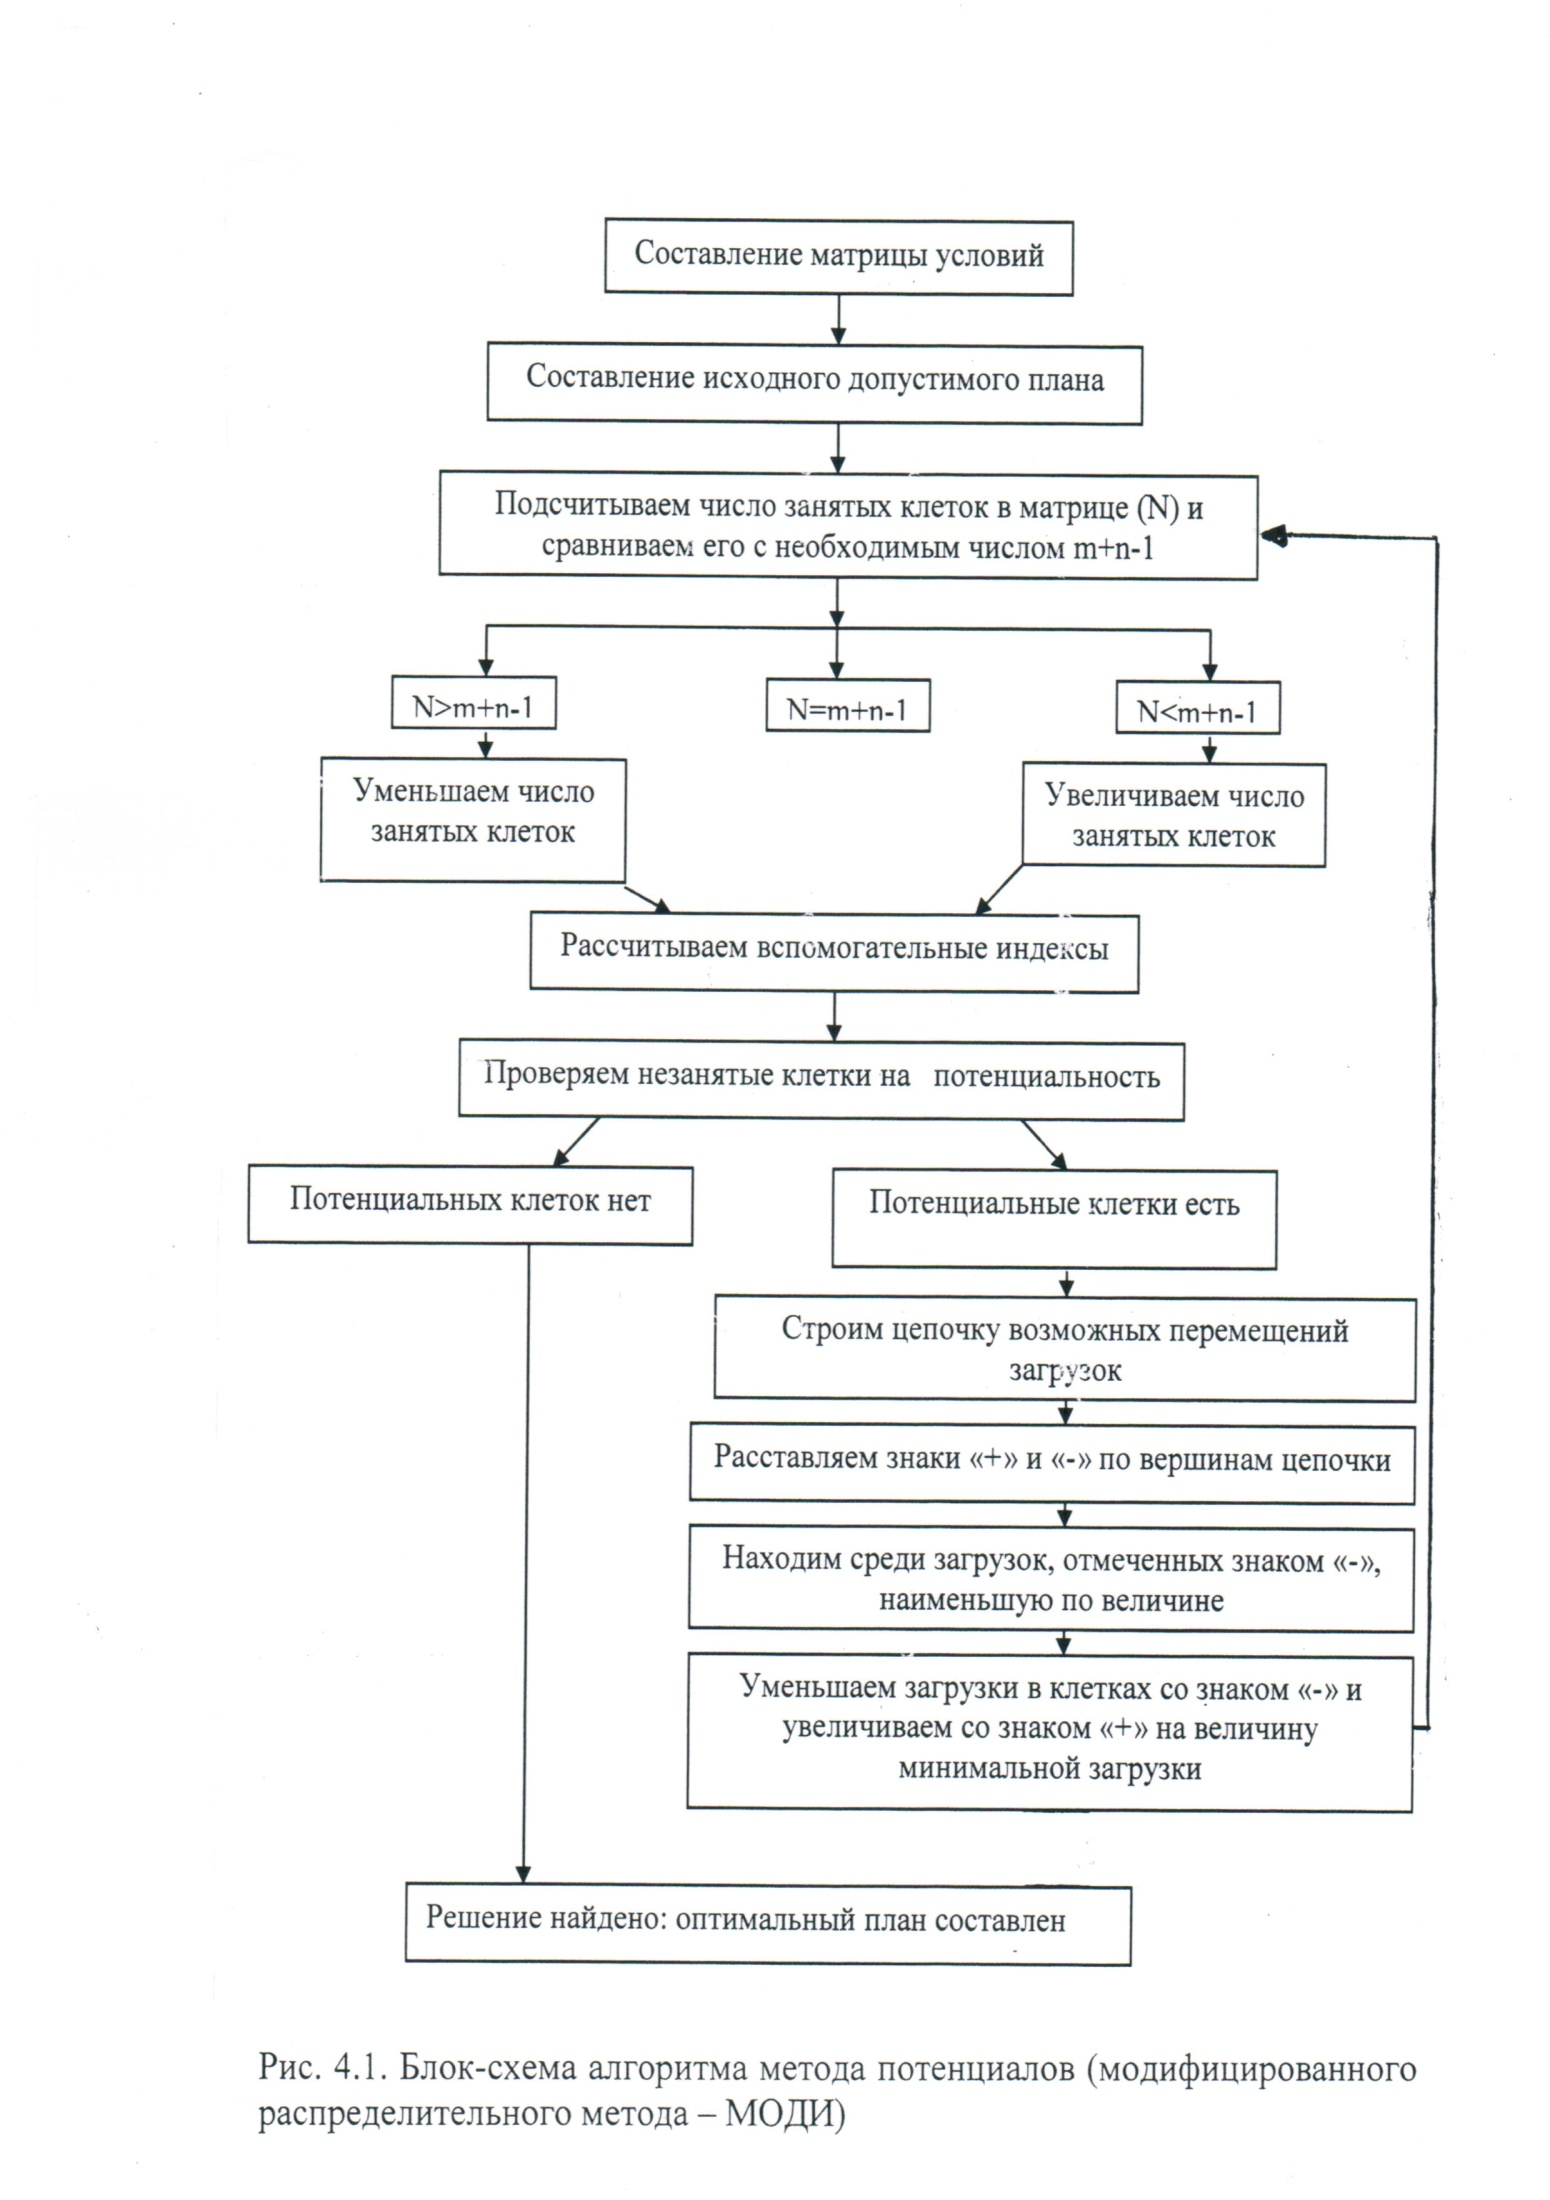 Составление матрицы условий
Составление исходного допустимого плана
Подсчитываем число занятых клеток в матрице (N) и
сравниваем его с необходимым числом m+n-1
N>m+n-1
N=m+n-1
N<m+n-1
Уменьшаем число
занятых клеток
Увеличиваем число
занятых клеток
Рассчитываем вспомогательные индексы
Проверяем незанятые клетки на потенциальность
Потенциальных клеток нет
Потенциальные клетки есть
Строим цепочку возможных перемещений
загрузок
Расставляем знаки «+» и «-» по вершинам цепочки
Находим среди загрузок, отмеченных знаком «-»,
наименьшую по величине
Уменьшаем загрузки в клетках со знаком «-» и
увеличиваем со знаком «+» на величину
минимальной загрузки
Решение найдено: оптимальный план составлен
Рис. 4.1. Блок-схема алгоритма метода потенциалов (модифицированного
распределительного метода – МОДИ)